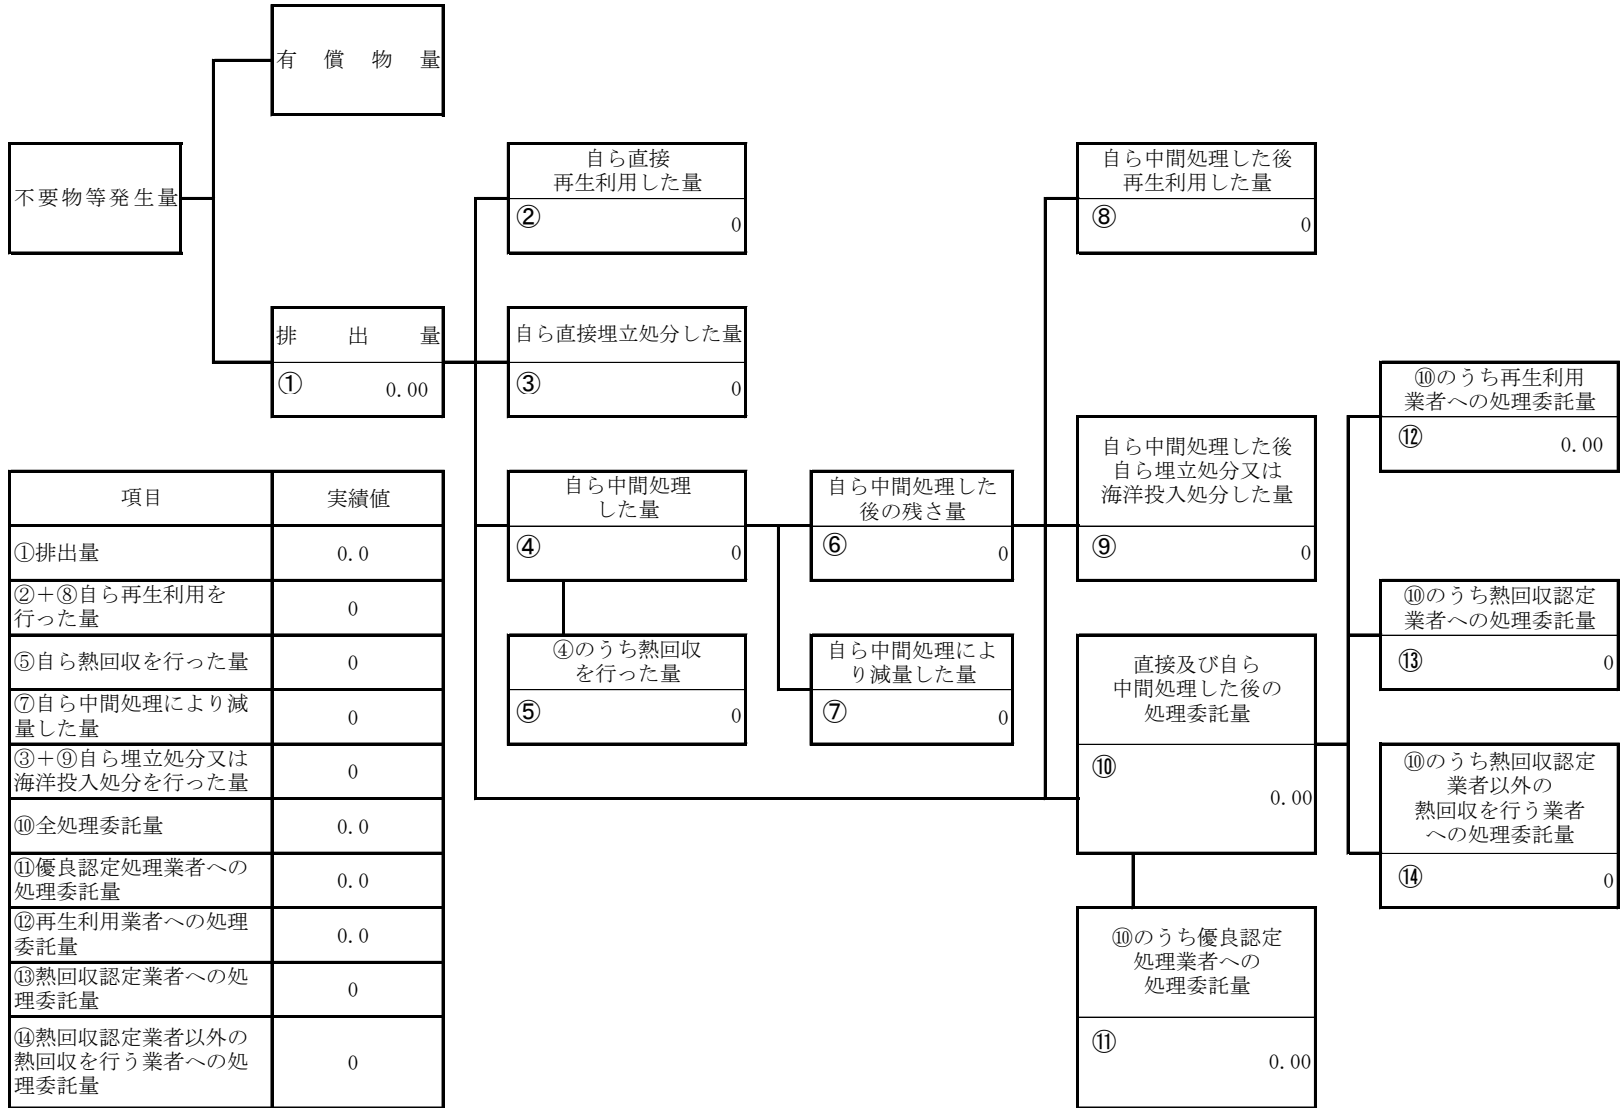 有償物量
不要物等発生量
排出量
① 0.00
自ら直接
再生利用した量
② 0
自ら直接埋立処分した量
③ 0
自ら中間処理
した量
④ 0
④のうち熱回収
を行った量
⑤ 0
自ら中間処理した
後の残さ量
⑥ 0
自ら中間処理によ
り減量した量
⑦ 0
自ら中間処理した後
再生利用した量
⑧ 0
自ら中間処理した後
自ら埋立処分又は
海洋投入処分した量
⑨ 0
直接及び自ら
中間処理した後の
処理委託量
⑩
0.00
⑩のうち優良認定
処理業者への
処理委託量
⑪
0.00
⑩のうち再生利用
業者への処理委託量
⑫ 0.00
⑩のうち熱回収認定
業者への処理委託量
⑬ 0
⑩のうち熱回収認定
業者以外の
熱回収を行う業者
への処理委託量
⑭ 0
項目 実績値
①排出量 0.0
②+⑧自ら再生利用を
行った量 0
⑤自ら熱回収を行った量 0
⑦自ら中間処理により減
量した量 0
③+⑨自ら埋立処分又は
海洋投入処分を行った量 0
⑩全処理委託量 0.0
⑪優良認定処理業者への
処理委託量 0.0
⑫再生利用業者への処理
委託量 0.0
⑬熱回収認定業者への処
理委託量 0
⑭熱回収認定業者以外の
熱回収を行う業者への処
理委託量 0